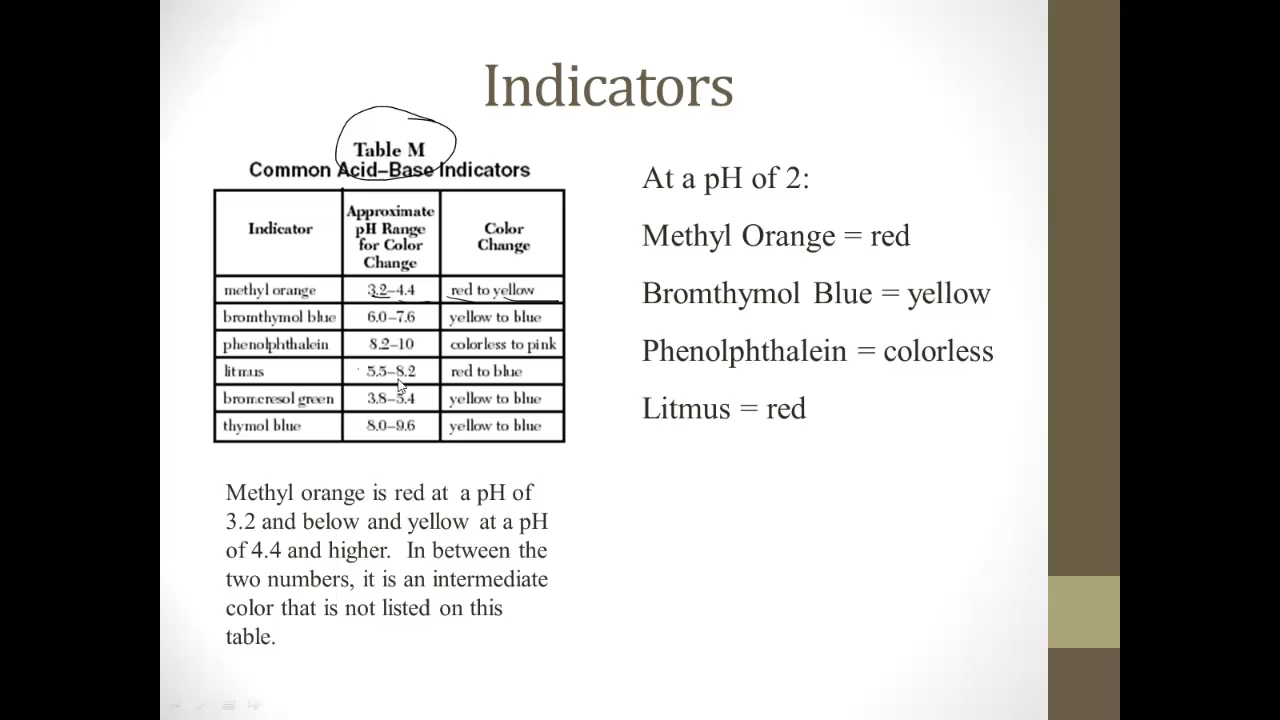 Indicators
Table M
Common Acid–Base Indicators
Indicator
Approximate
pH Range
for Color
Change
Color
Change
methyl orange 3.2–4.4 red to yellow
bromthymol blue 6.0–7.6 yellow to blue
phenolphthalein 8.2–10 colorless to pink
litmus 5.5–8.2 red to blue
bromcresol green 3.8–5.4 yellow to blue
thymol blue 8.0–9.6 yellow to blue
Methyl orange is red at a pH of
3.2 and below and yellow at a pH
of 4.4 and higher. In between the
two numbers, it is an intermediate
color that is not listed on this
table.
At a pH of 2:
Methyl Orange = red
Bromthymol Blue = yellow
Phenolphthalein = colorless
Litmus = red